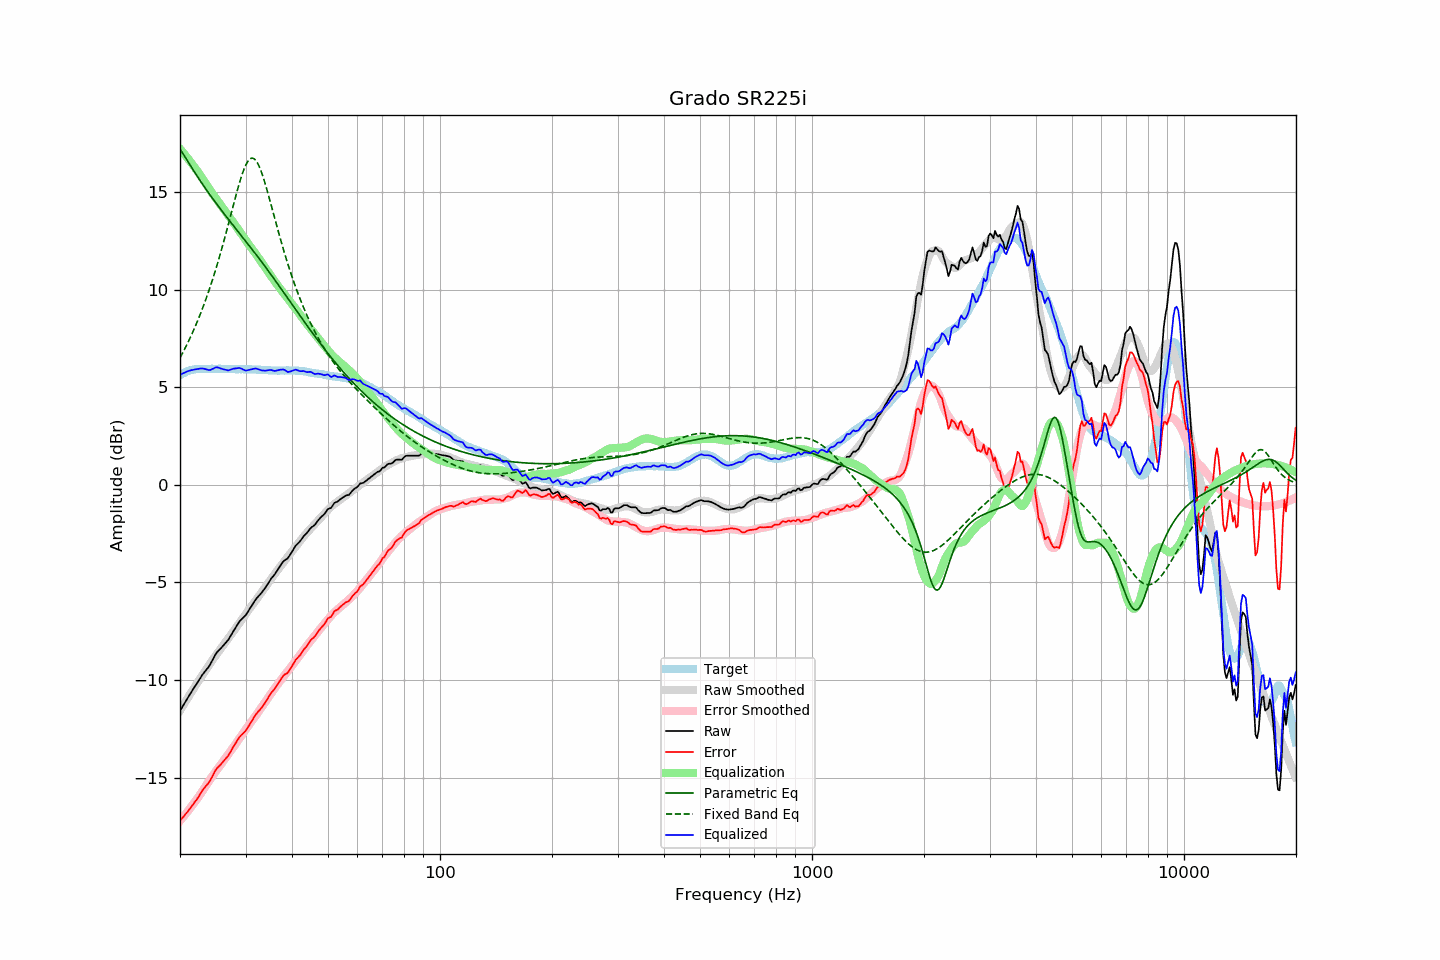 Grado SR225i
Amplitude (dBr)
15
10
5
0
−5
−10
−15
Target
Raw Smoothed
Error Smoothed
Raw
Error
Equalization
Parametric Eq
Fixed Band Eq
Equalized
100
1000
10000
Frequency (Hz)